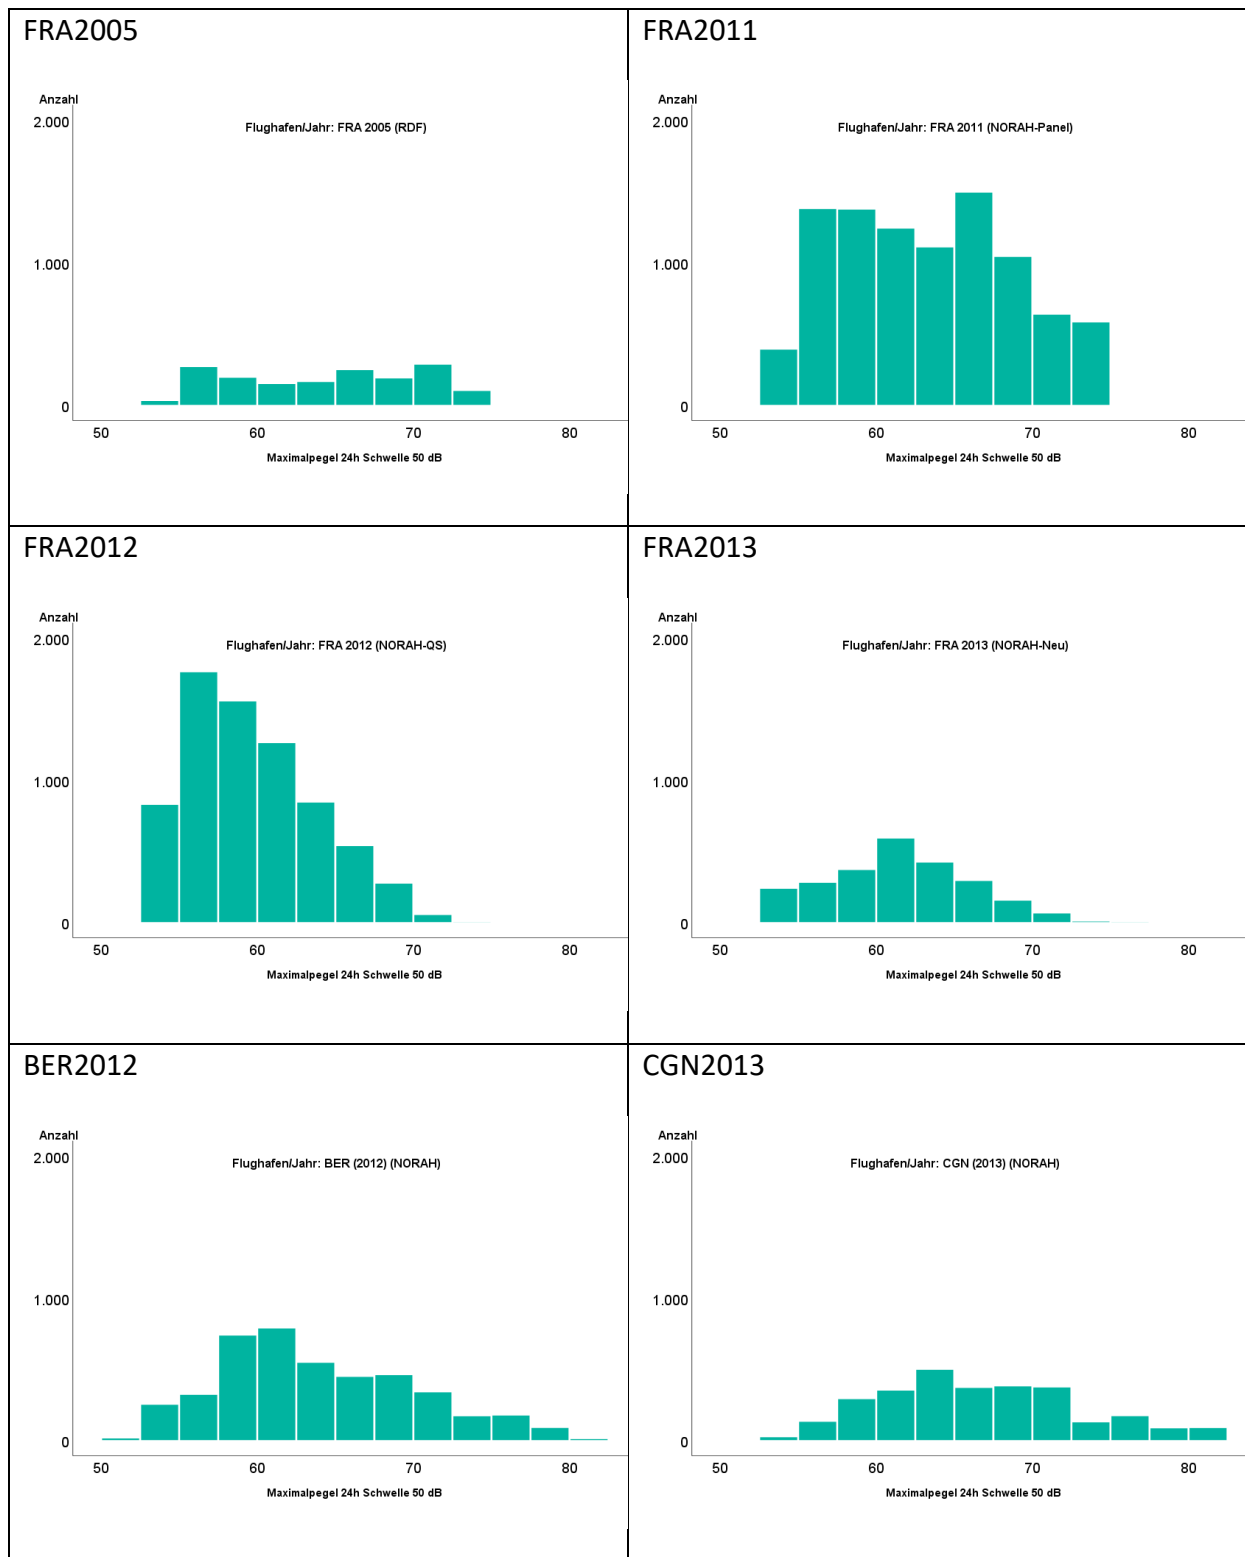 FRA2005
Anzahl
2.000
Flughafen/Jahr: FRA 2005 (RDF)
1.000
0
50 60 70 80
Maximalpegel 24h Schwelle 50 dB
FRA2011
Anzahl
2.000
Flughafen/Jahr: FRA 2011 (NORAH-Panel)
1.000
0
50 60 70 80
Maximalpegel 24h Schwelle 50 dB
FRA2012
Anzahl
2.000
Flughafen/Jahr: FRA 2012 (NORAH-QS)
1.000
0
50 60 70 80
Maximalpegel 24h Schwelle 50 dB
FRA2013
Anzahl
2.000
Flughafen/Jahr: FRA 2013 (NORAH-Neu)
1.000
0
50 60 70 80
Maximalpegel 24h Schwelle 50 dB
BER2012
Anzahl
2.000
Flughafen/Jahr: BER (2012) (NORAH)
1.000
0
50 60 70 80
Maximalpegel 24h Schwelle 50 dB
CGN2013
Anzahl
2.000
Flughafen/Jahr: CGN (2013) (NORAH)
1.000
0
50 60 70 80
Maximalpegel 24h Schwelle 50 dB